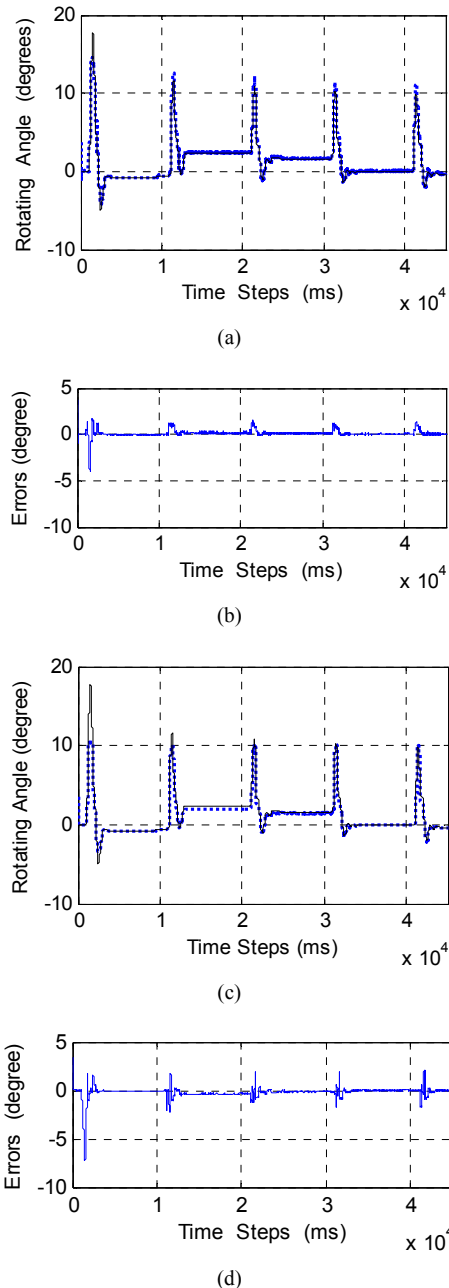 20
10
0
-10
Rotating Angle (degrees)
0 1 2 3 4
Time Steps (ms)
x 10^4
(a)
5
0
-5
-10
Errors (degree)
0 1 2 3 4
Time Steps (ms)
x 10^4
(b)
20
10
0
-10
Rotating Angle (degree)
0 1 2 3 4
Time Steps (ms)
x 10^4
(c)
5
0
-5
-10
Errors (degree)
0 1 2 3 4
Time Steps (ms)
x 10^4
(d)